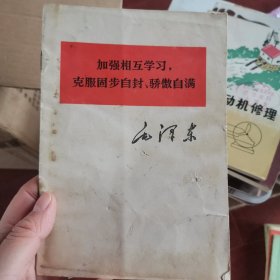 加强相互学习，
克服固步自封、骄傲自满
毛泽东
动机修理